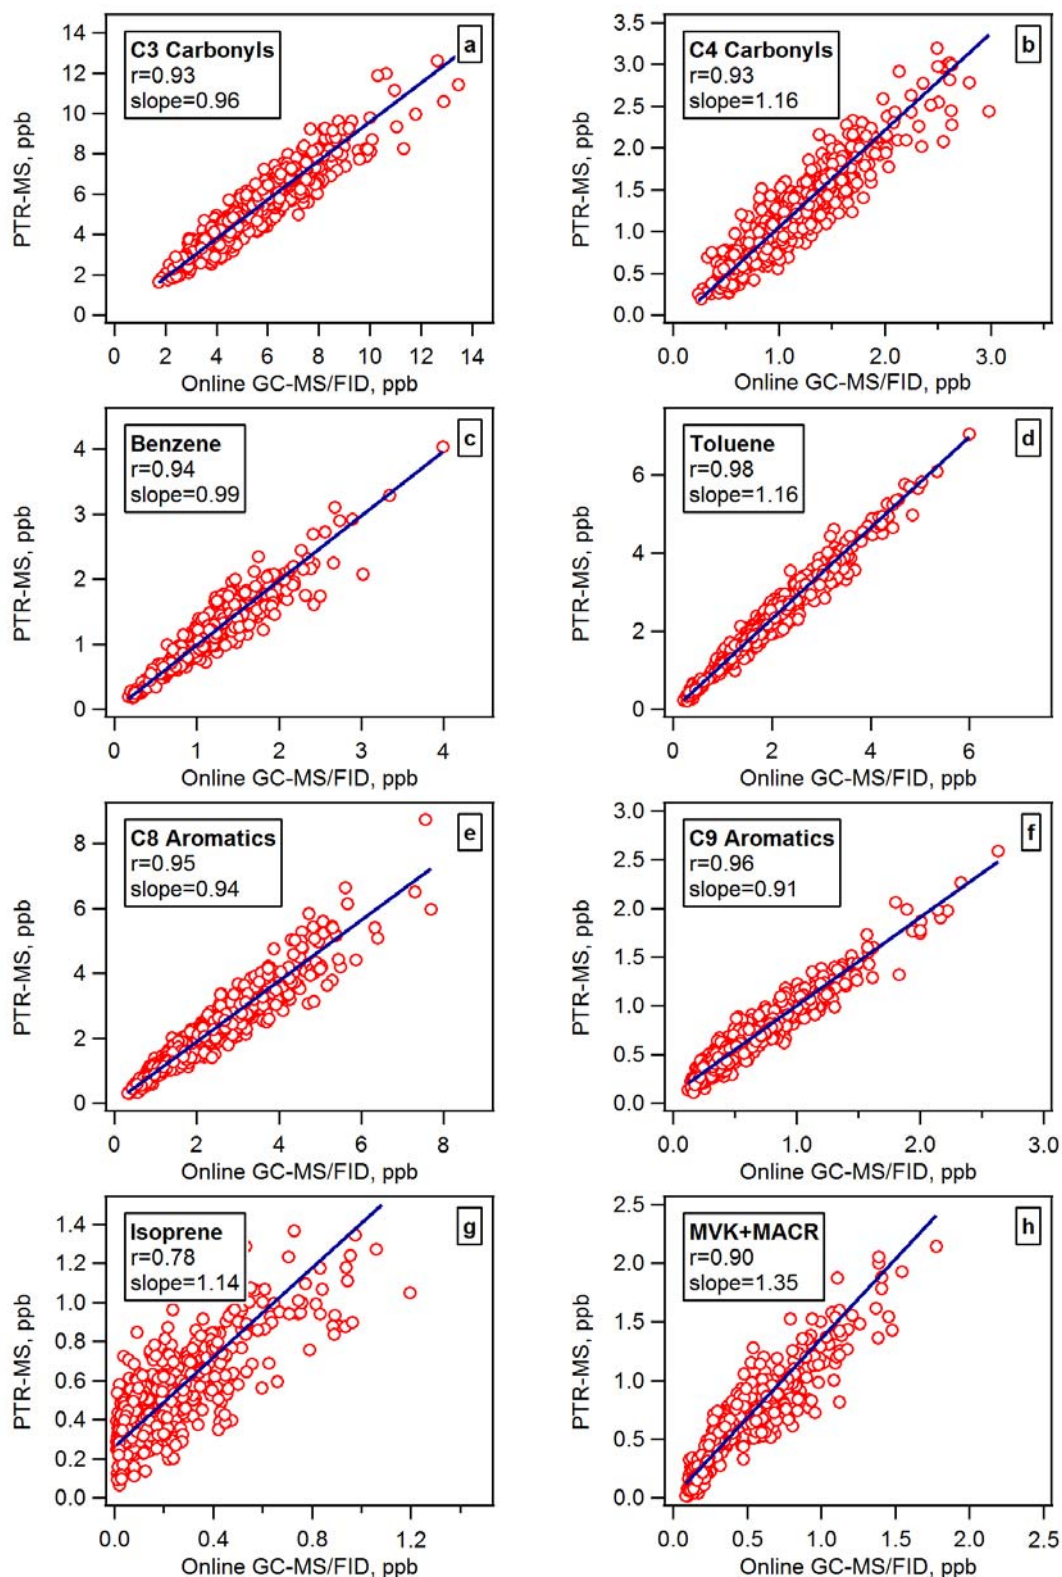 14
12
10
8
6
4
2
0
PTR-MS, ppb
C3 Carbonyls
r=0.93
slope=0.96
a
0 2 4 6 8 10 12 14
Online GC-MS/FID, ppb
3.5
3.0
2.5
2.0
1.5
1.0
0.5
0.0
PTR-MS, ppb
C4 Carbonyls
r=0.93
slope=1.16
b
0.0 1.0 2.0 3.0
Online GC-MS/FID, ppb
4
3
2
1
0
PTR-MS, ppb
Benzene
r=0.94
slope=0.99
c
0 1 2 3 4
Online GC-MS/FID, ppb
6
4
2
0
PTR-MS, ppb
Toluene
r=0.98
slope=1.16
d
0 2 4 6
Online GC-MS/FID, ppb
8
6
4
2
0
PTR-MS, ppb
C8 Aromatics
r=0.95
slope=0.94
e
0 2 4 6 8
Online GC-MS/FID, ppb
3.0
2.5
2.0
1.5
1.0
0.5
0.0
PTR-MS, ppb
C9 Aromatics
r=0.96
slope=0.91
f
0.0 1.0 2.0 3.0
Online GC-MS/FID, ppb
1.4
1.2
1.0
0.8
0.6
0.4
0.2
0.0
PTR-MS, ppb
Isoprene
r=0.78
slope=1.14
g
0.0 0.4 0.8 1.2
Online GC-MS/FID, ppb
2.5
2.0
1.5
1.0
0.5
0.0
PTR-MS, ppb
MVK+MACR
r=0.90
slope=1.35
h
0.0 0.5 1.0 1.5 2.0 2.5
Online GC-MS/FID, ppb